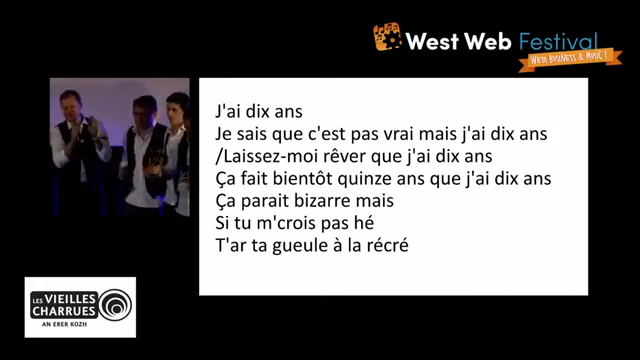 West Web Festival
WEB, BUSINESS & MUSIC !
J'ai dix ans
Je sais que c'est pas vrai mais j'ai dix ans
/Laissez-moi rêver que j'ai dix ans
Ça fait bientôt quinze ans que j'ai dix ans
Ça parait bizarre mais
Si tu m'crois pas hé
T'ar ta gueule à la récré
LES VIEILLES
CHARRUES
AN ERER KOZH